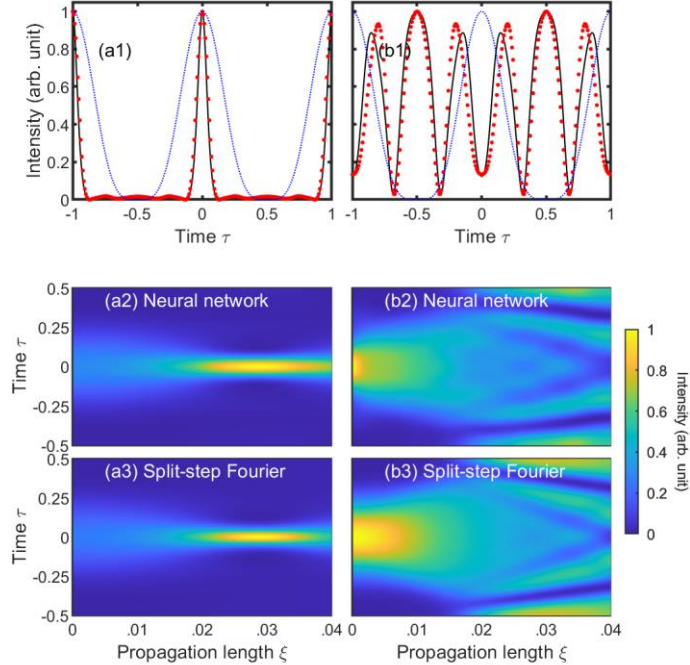 (a1)
(b1)
Intensity (arb. unit)
1
0.8
0.6
0.4
0.2
0
-1 -0.5 0 0.5 1
-1 -0.5 0 0.5 1
Time τ
Time τ
(a2) Neural network
(b2) Neural network
Time τ
0.5
0.25
0
-0.25
-0.5
(a3) Split-step Fourier
(b3) Split-step Fourier
Time τ
0.5
0.25
0
-0.25
-0.5
0 .01 .02 .03 .04
0 .01 .02 .03 .04
Propagation length ξ
Propagation length ξ
1
0.8
0.6
0.4
0.2
0
Intensity (arb. unit)